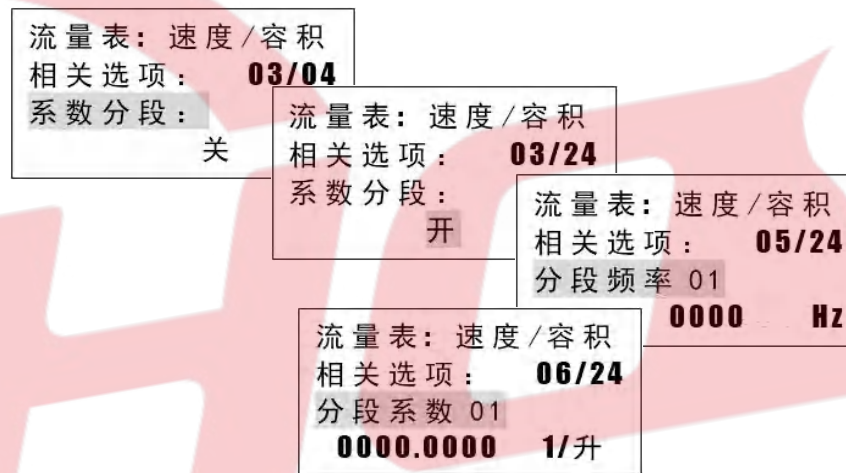 流量表: 速度/容积
相关选项: 03/04
系数分段:
关
流量表: 速度/容积
相关选项: 03/24
系数分段:
开
流量表: 速度/容积
相关选项: 05/24
分段频率 01
0000 Hz
流量表: 速度/容积
相关选项: 06/24
分段系数 01
0000.0000 1/升